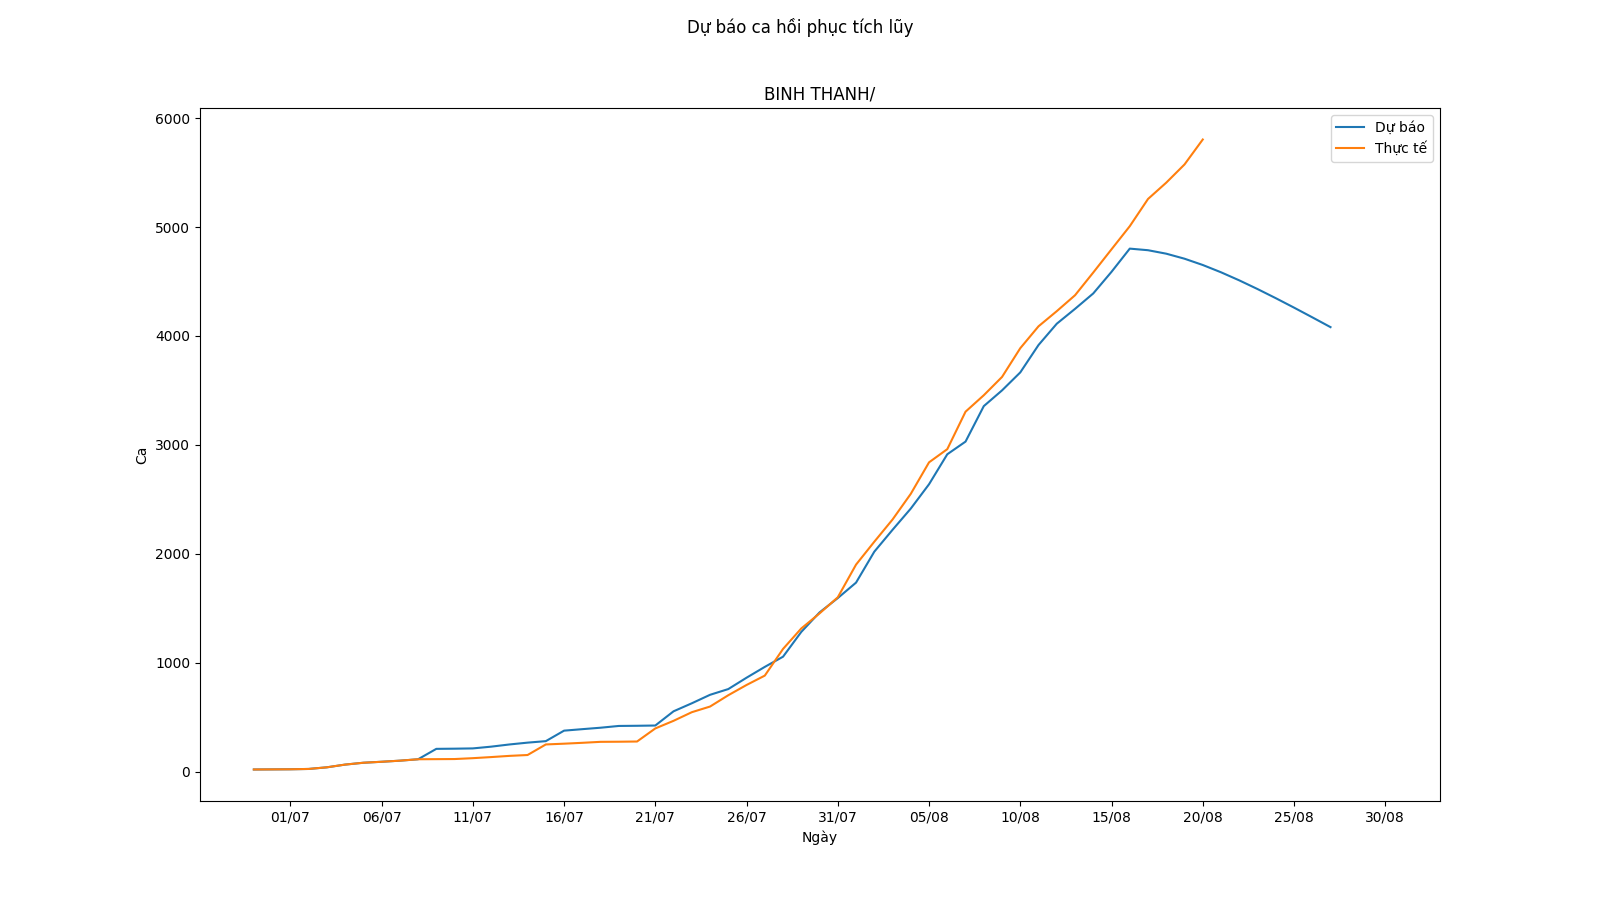 Dự báo ca hồi phục tích lũy
BINH THANH/
Dự báo
Thực tế
6000
5000
4000
3000
2000
1000
0
Ca
01/07 06/07 11/07 16/07 21/07 26/07 31/07 05/08 10/08 15/08 20/08 25/08 30/08
Ngày